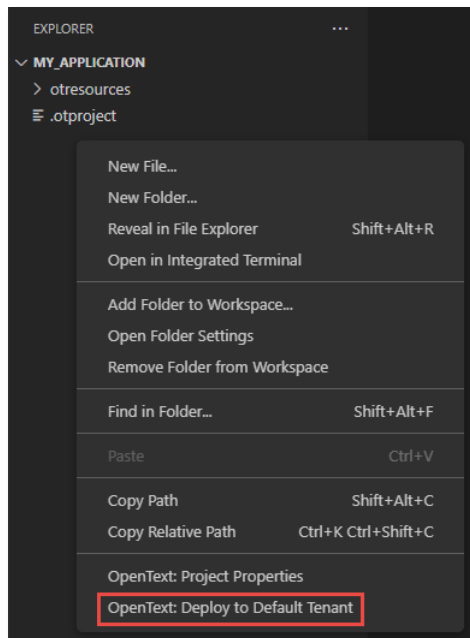 EXPLORER ...
MY_APPLICATION
otresources
.otproject
New File...
New Folder...
Reveal in File Explorer Shift+Alt+R
Open in Integrated Terminal
Add Folder to Workspace...
Open Folder Settings
Remove Folder from Workspace
Find in Folder... Shift+Alt+F
Paste Ctrl+V
Copy Path Shift+Alt+C
Copy Relative Path Ctrl+K Ctrl+Shift+C
OpenText: Project Properties
OpenText: Deploy to Default Tenant